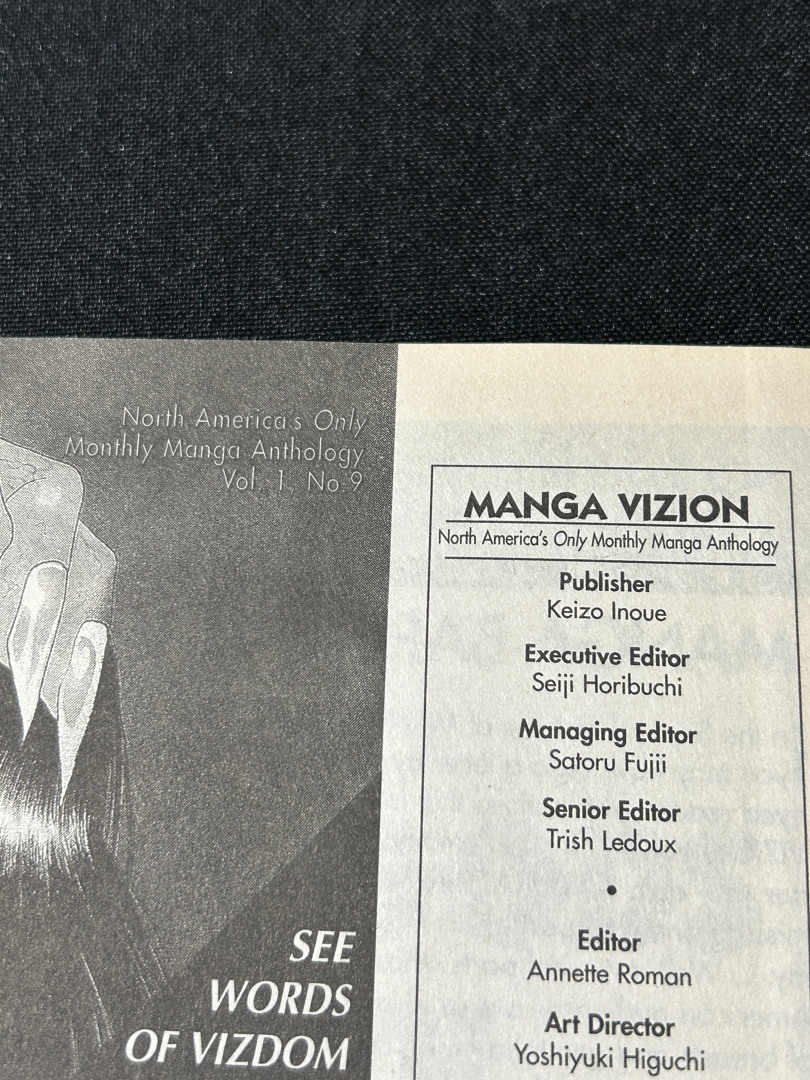 North America's Only
Monthly Manga Anthology
Vol. 1, No 9
SEE
WORDS
OF VIZDOM
MANGA VIZION
North America's Only Monthly Manga Anthology
Publisher
Keizo Inoue
Executive Editor
Seiji Horibuchi
Managing Editor
Satoru Fujii
Senior Editor
Trish Ledoux
•
Editor
Annette Roman
Art Director
Yoshiyuki Higuchi